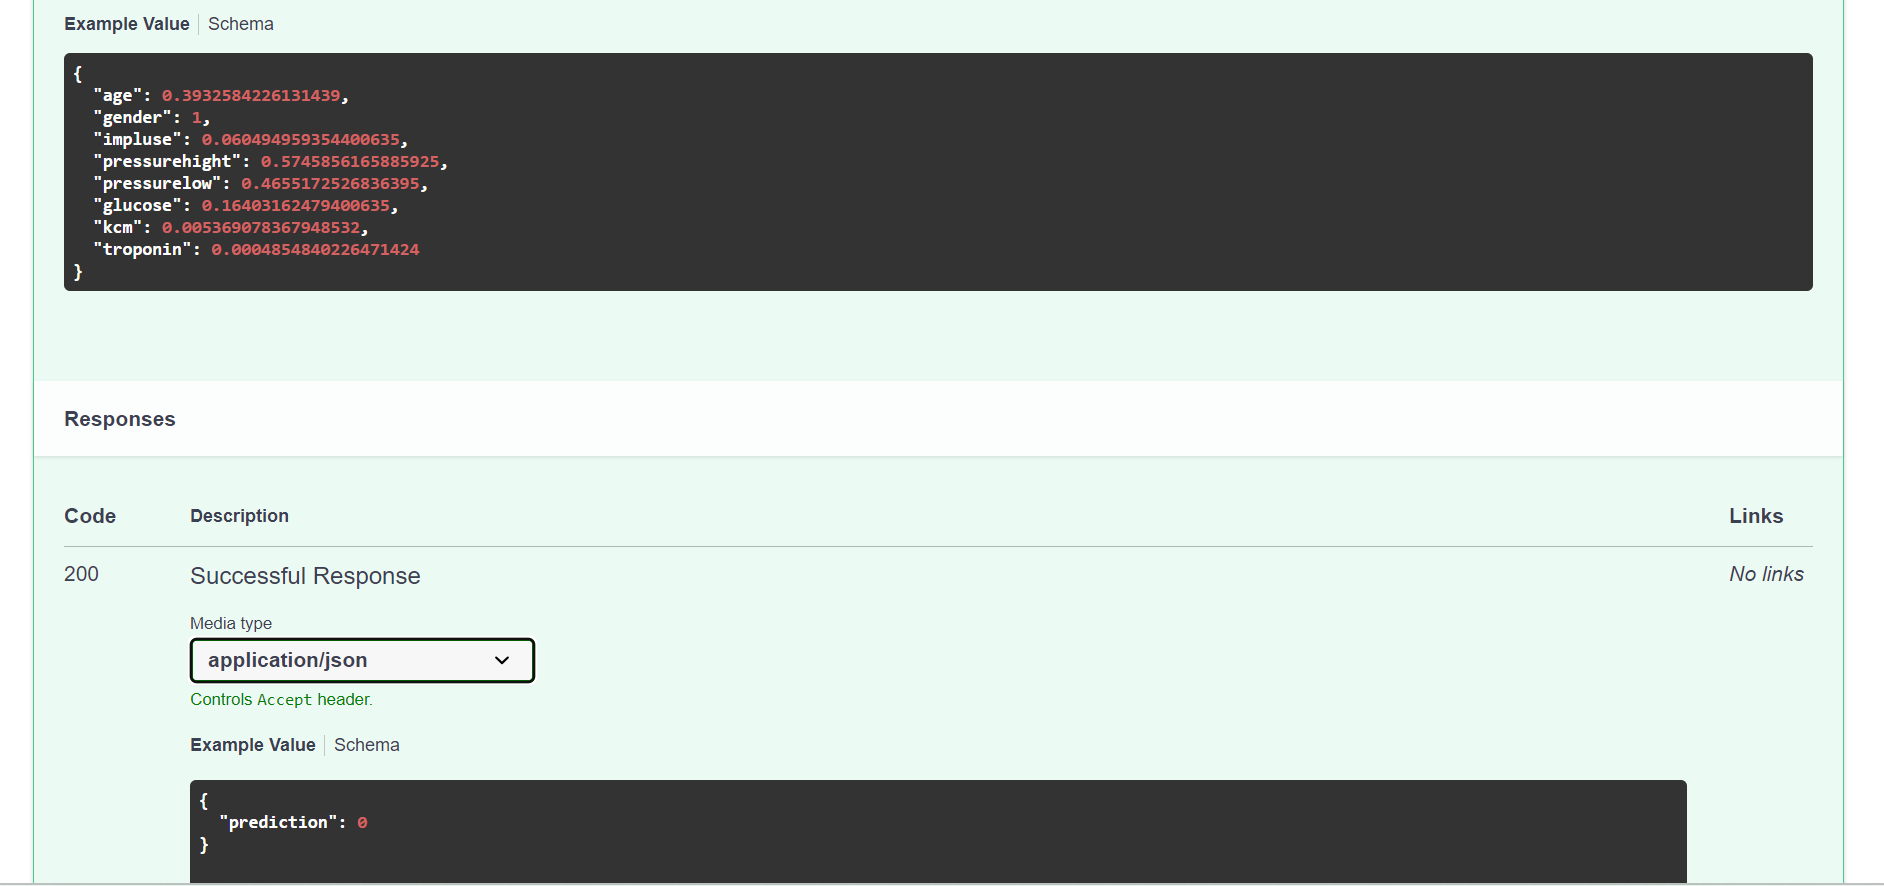 Example Value | Schema
{
  "age": 0.3932584226131439,
  "gender": 1,
  "impluse": 0.060494959354400635,
  "pressurehight": 0.5745856165885925,
  "pressurelow": 0.4655172526836395,
  "glucose": 0.16403162479400635,
  "kcm": 0.005369078367948532,
  "troponin": 0.0004854840226471424
}
Responses
Code Description Links
200 Successful Response No links
Media type
application/json
Controls Accept header.
Example Value | Schema
{
  "prediction": 0
}